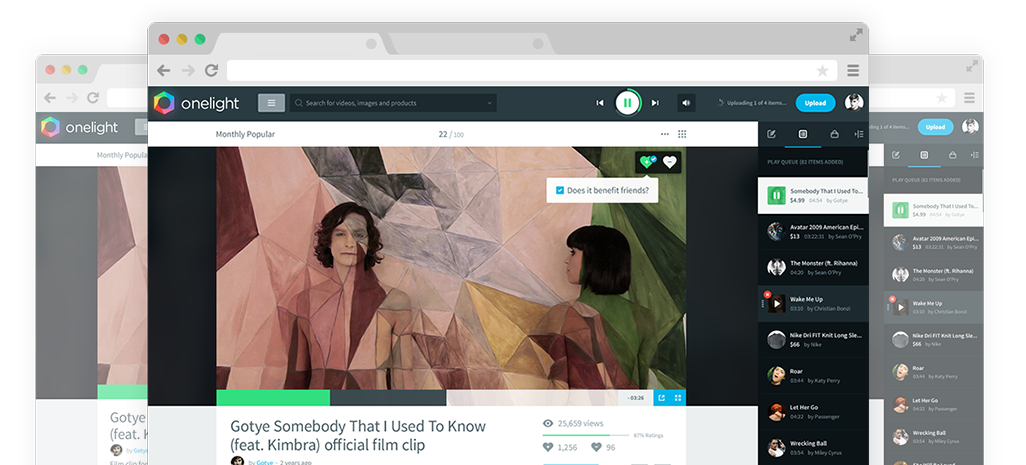 onelight
Search for videos, images and products
Uploading 1 of 4 items...
Upload
Monthly Popular
22 / 100
Does it benefit friends?
-03:26
Gotye Somebody That I Used To Know
(feat. Kimbra) official film clip
by Gotye - 2 years ago
25,659 views
87% Ratings
1,256
96
PLAY QUEUE (82 ITEMS ADDED)
Somebody That I Used To...
$4.99 04:54 by Gotye
Avatar 2009 American Epi...
$13 03:22:31 by Sean O'Pry
The Monster (ft. Rihanna)
04:20 by Sean O'Pry
Wake Me Up
03:10 by Christian Bonzi
Nike Dri FIT Knit Long Sle...
$66 by Nike
Roar
03:44 by Katy Perry
Let Her Go
04:22 by Passenger
Wrecking Ball
03:54 by Miley Cyrus
onelight
Monthly Popular
Gotye Somebody
(feat. Kimbra)
by Gotye
ding 1 of 4 items...
Upload
PLAY QUEUE (82 ITEMS ADDED)
Somebody That I Used To...
$4.99 04:54 by Gotye
Avatar 2009 American Epi...
$13 03:22:31 by Sean O'Pry
The Monster (ft. Rihanna)
04:20 by Sean O'Pry
Wake Me Up
03:10 by Christian Bonzi
Nike Dri FIT Knit Long Sle...
$66 by Nike
Roar
03:44 by Katy Perry
Let Her Go
04:22 by Passenger
Wrecking Ball
03:54 by Miley Cyrus